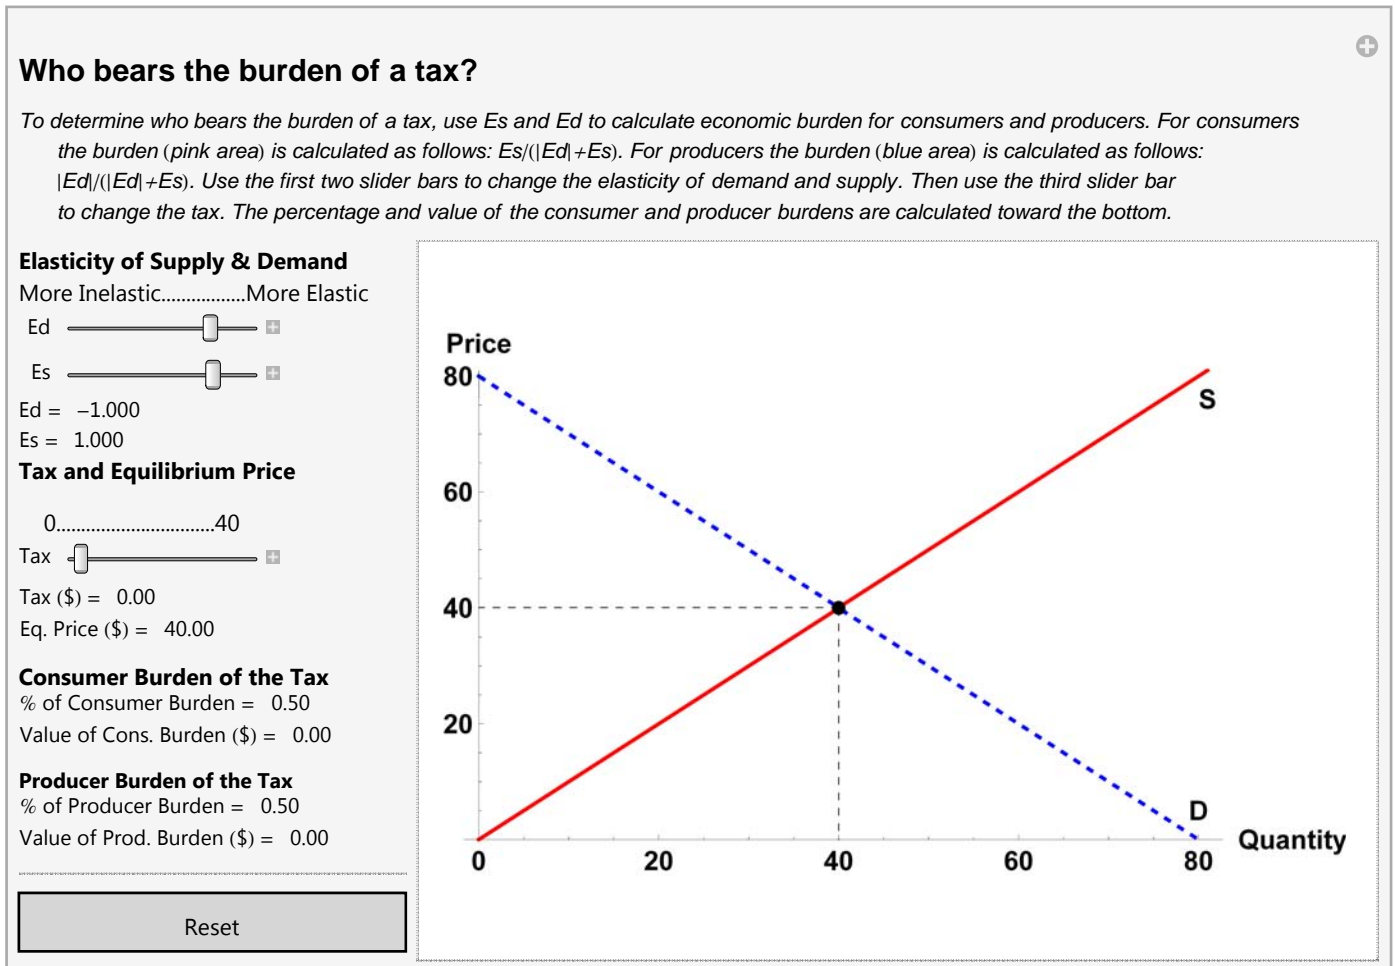 Who bears the burden of a tax?
To determine who bears the burden of a tax, use Es and Ed to calculate economic burden for consumers and producers. For consumers
the burden (pink area) is calculated as follows: Es/(|Ed|+Es). For producers the burden (blue area) is calculated as follows:
|Ed|/(|Ed|+Es). Use the first two slider bars to change the elasticity of demand and supply. Then use the third slider bar
to change the tax. The percentage and value of the consumer and producer burdens are calculated toward the bottom.
Elasticity of Supply & Demand
More Inelastic.................More Elastic
Ed
Es
Ed = −1.000
Es = 1.000
Tax and Equilibrium Price
0................................40
Tax
Tax ($) = 0.00
Eq. Price ($) = 40.00
Consumer Burden of the Tax
% of Consumer Burden = 0.50
Value of Cons. Burden ($) = 0.00
Producer Burden of the Tax
% of Producer Burden = 0.50
Value of Prod. Burden ($) = 0.00
Reset
Price
80
S
60
40
20
D
Quantity
0 20 40 60 80